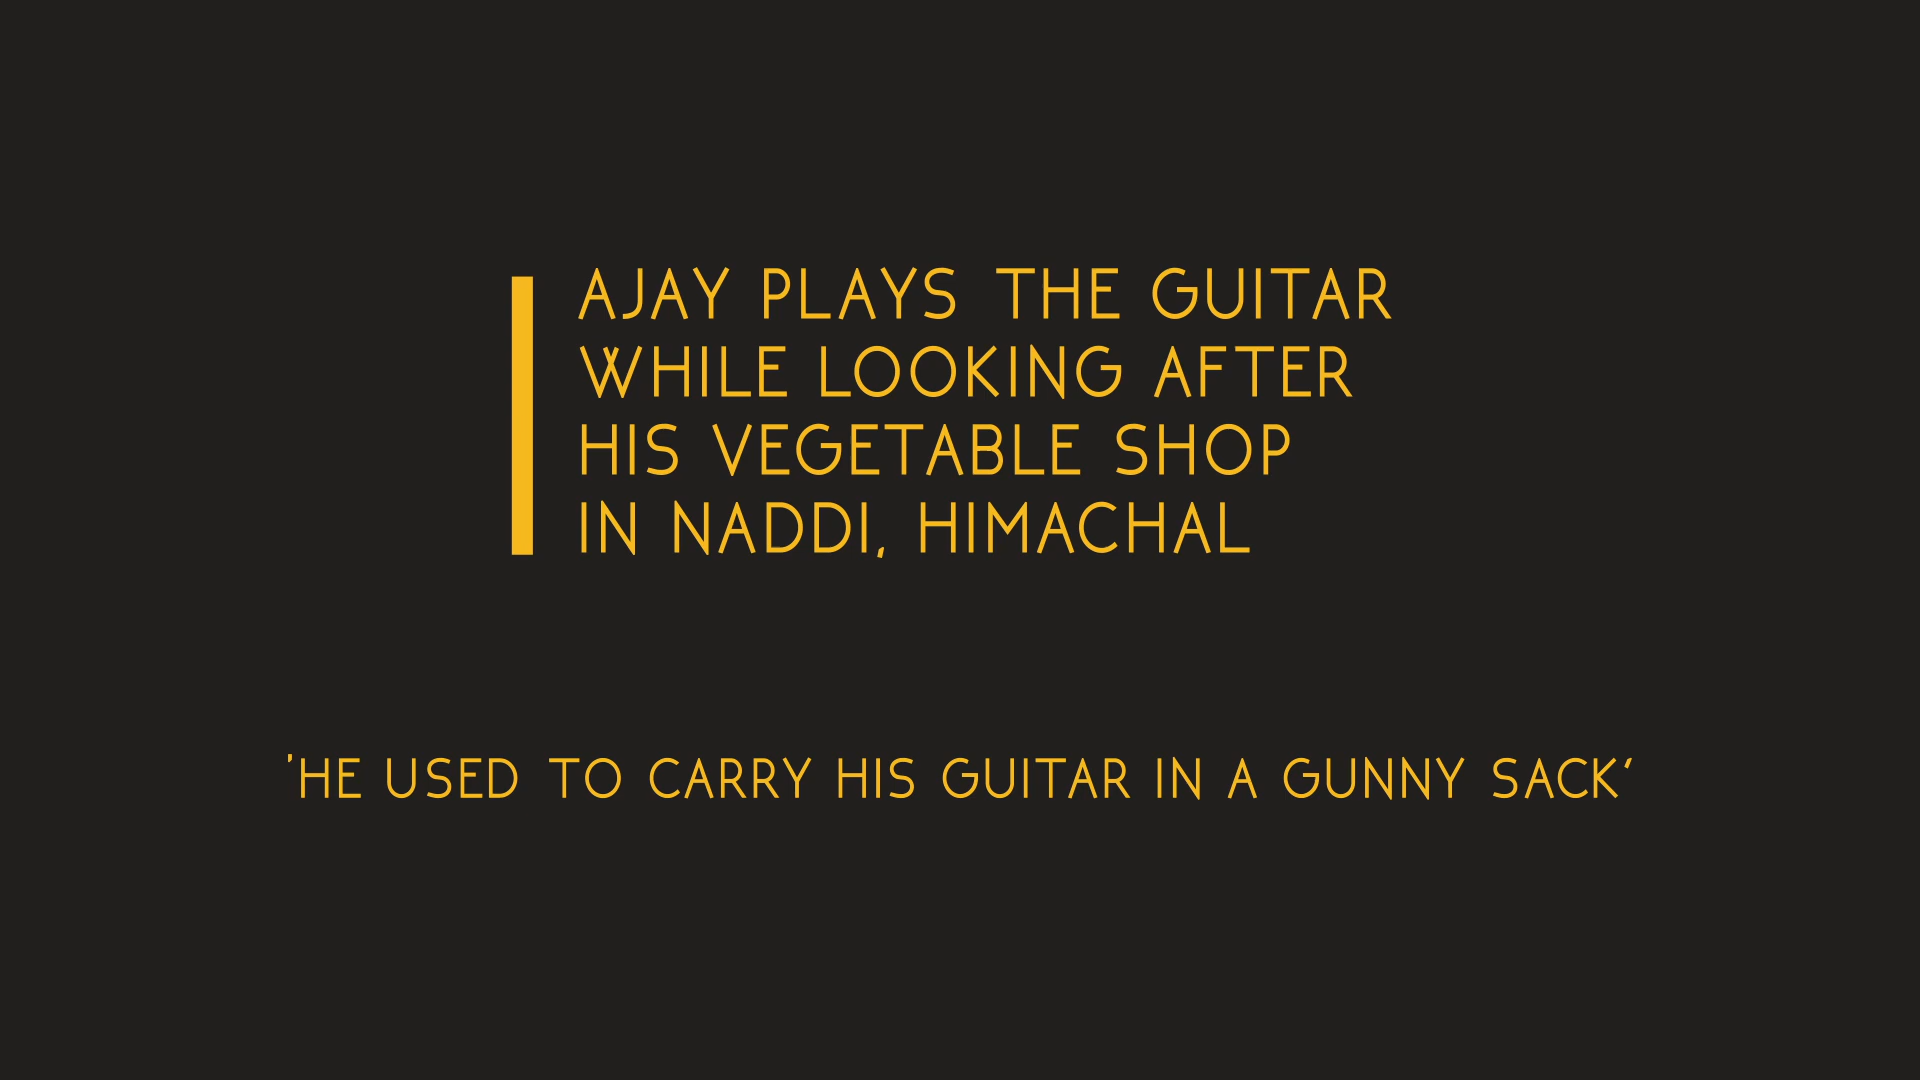 AJAY PLAYS THE GUITAR
WHILE LOOKING AFTER
HIS VEGETABLE SHOP
IN NADDI, HIMACHAL
'HE USED TO CARRY HIS GUITAR IN A GUNNY SACK'